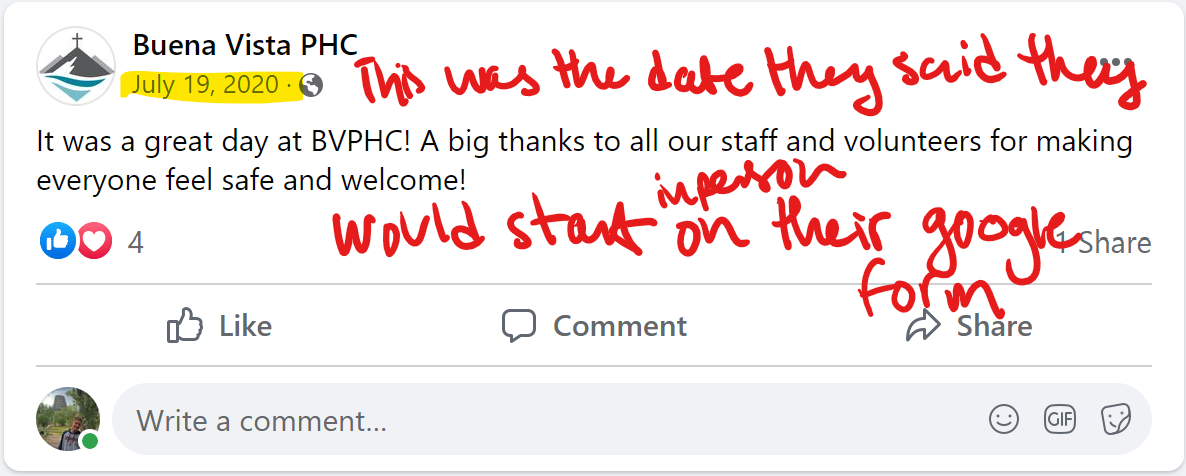 Buena Vista PHC
July 19, 2020 ·
This was the date they said they
It was a great day at BVPHC! A big thanks to all our staff and volunteers for making
everyone feel safe and welcome!
inperson
would start on their google
form
4
1 Share
Like
Comment
Share
Write a comment...
GIF